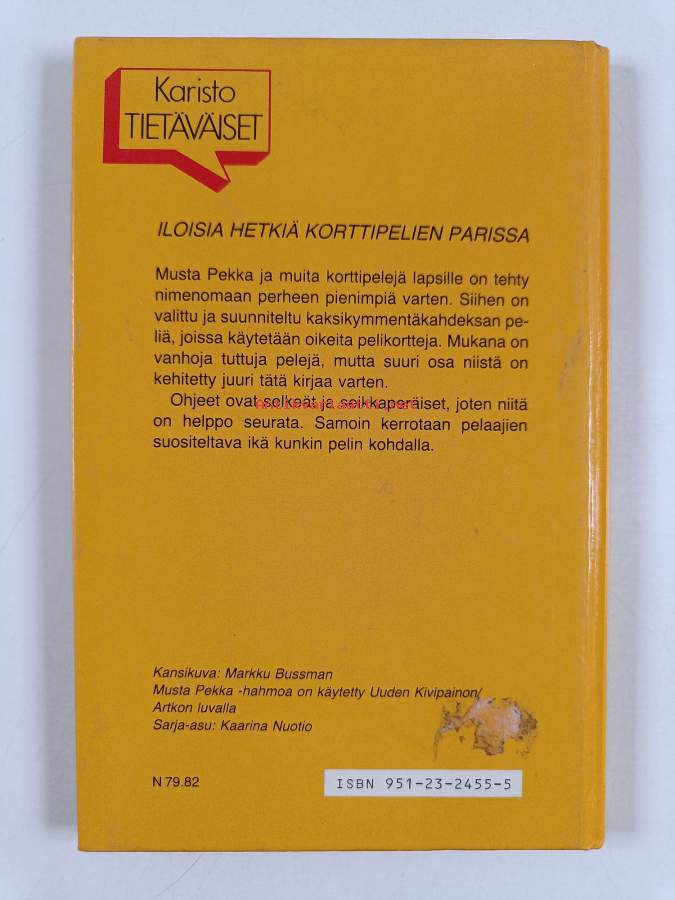 Karisto
TIETÄVÄISET
ILOISIA HETKIÄ KORTTIPELIEN PARISSA
Musta Pekka ja muita korttipelejä lapsille on tehty
nimenomaan perheen pienimpiä varten. Siihen on
valittu ja suunniteltu kaksikymmentäkahdeksan pe-
liä, joissa käytetään oikeita pelikortteja. Mukana on
vanhoja tuttuja pelejä, mutta suuri osa niistä on
kehitetty juuri tätä kirjaa varten.
Ohjeet ovat selkeät ja seikkaperäiset, joten niitä
Antikvariaatti.net
on helppo seurata. Samoin kerrotaan pelaajien
suositeltava ikä kunkin pelin kohdalla.
Kansikuva: Markku Bussman
Musta Pekka -hahmoa on käytetty Uuden Kivipainon/
Artkon luvalla
Sarja-asu: Kaarina Nuotio
N 79.82
ISBN 951-23-2455-5